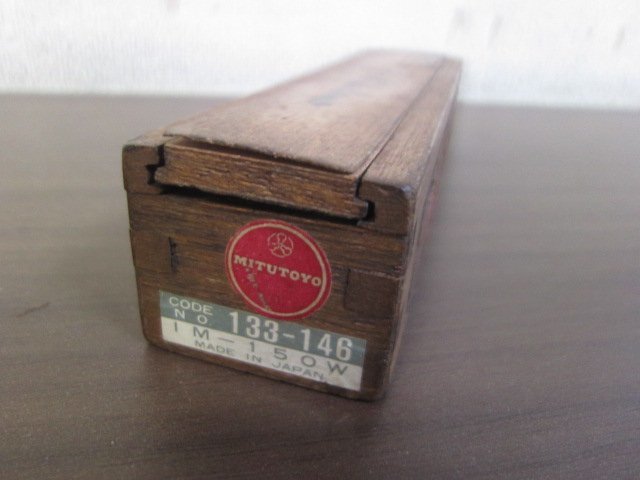 MITUTOYO
CODE NO. 133-146
IM-150W
MADE IN JAPAN